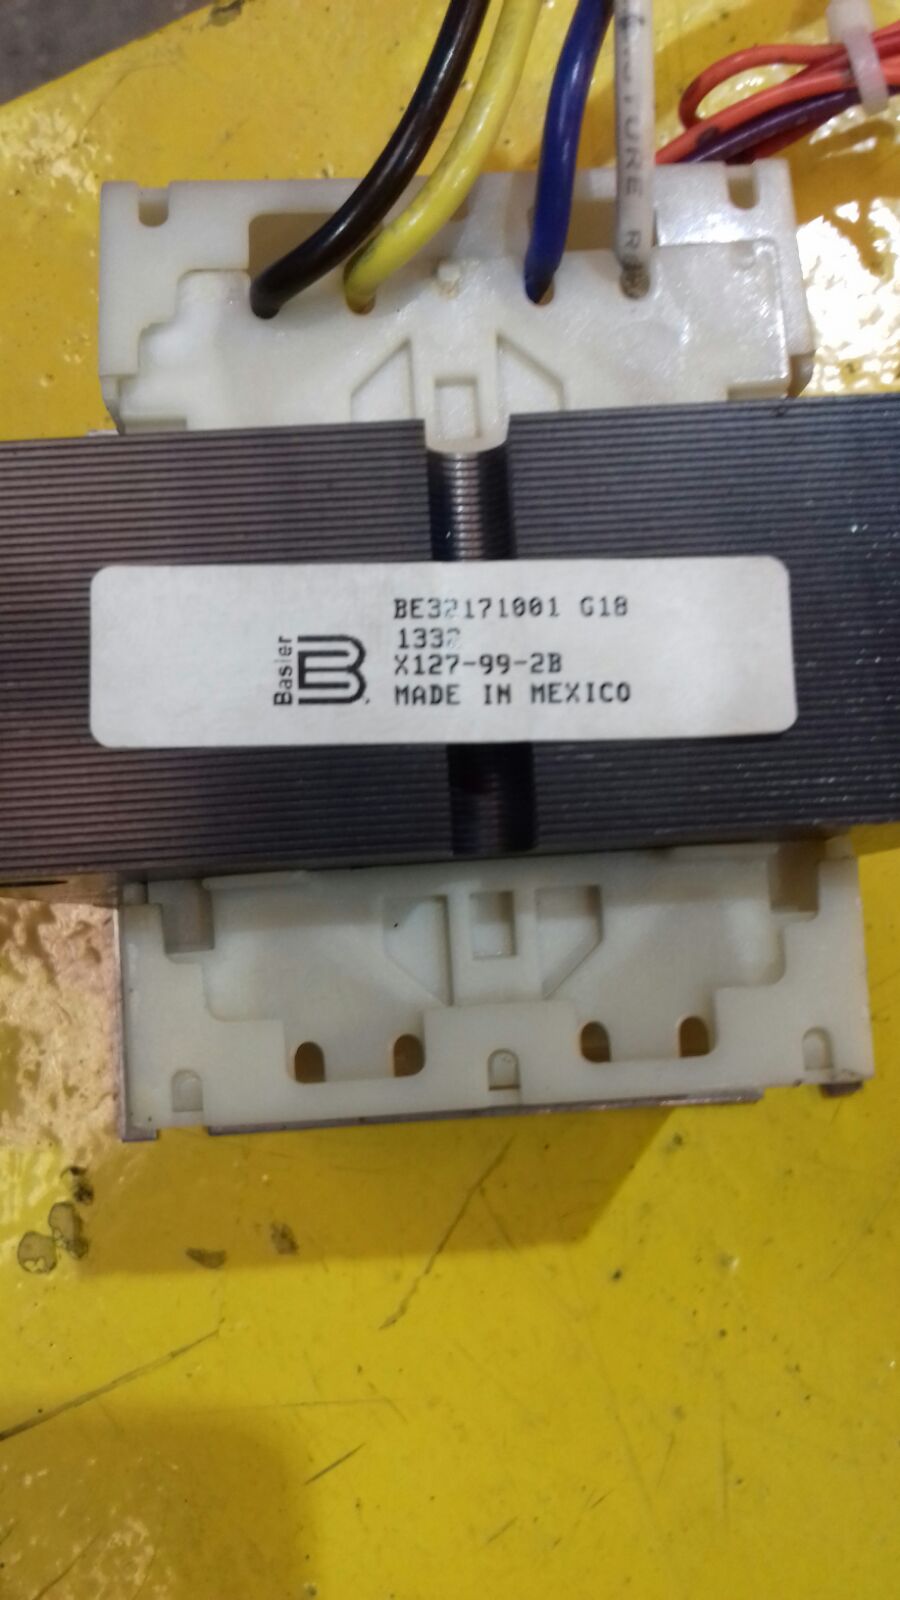 Basler
BE32171001 G18
X127-99-2B
MADE IN MEXICO